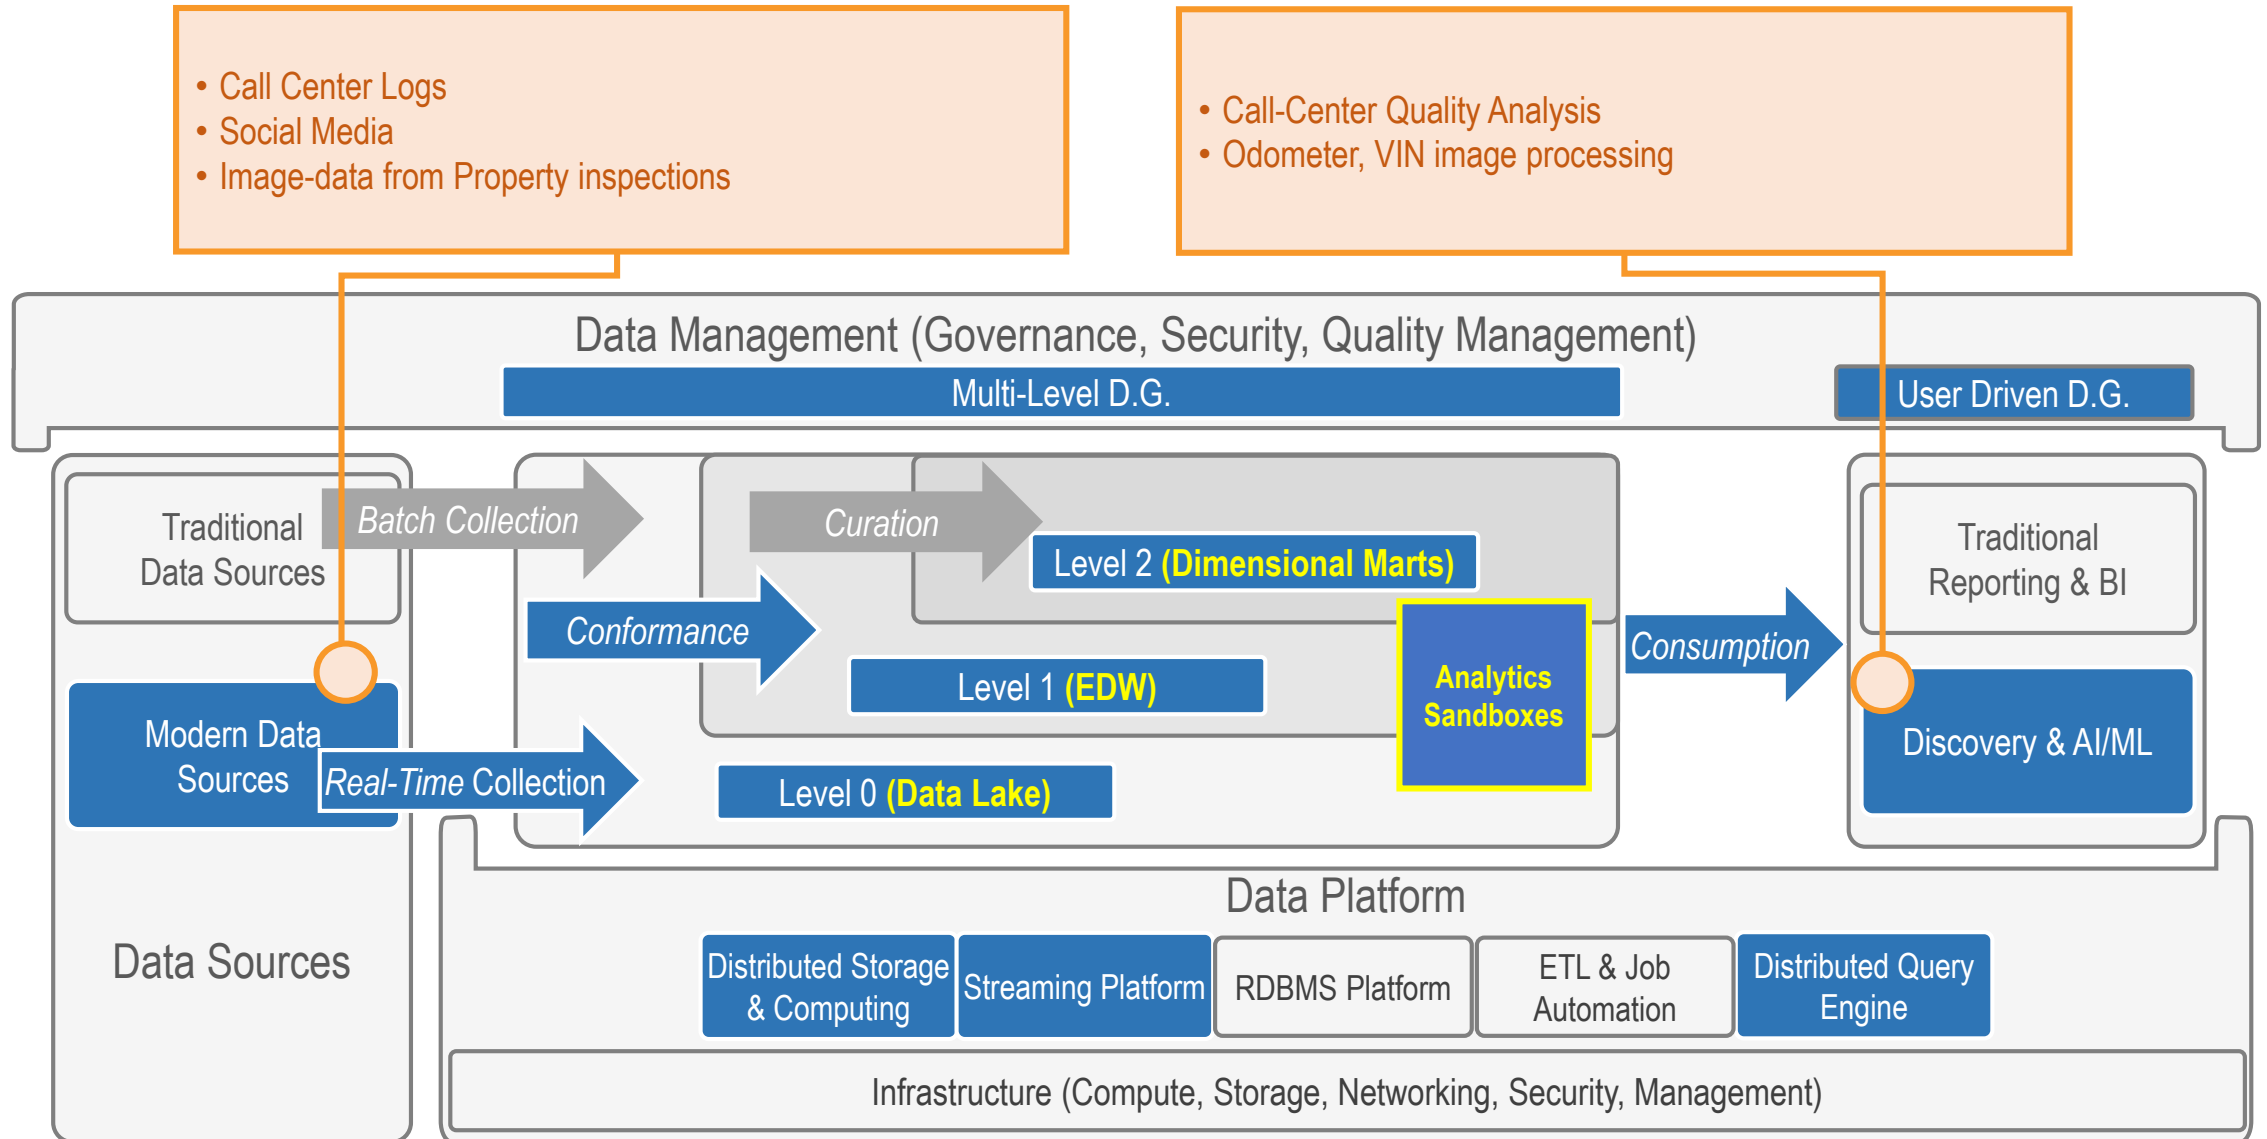 • Call Center Logs
• Social Media
• Image-data from Property inspections
• Call-Center Quality Analysis
• Odometer, VIN image processing
Data Management (Governance, Security, Quality Management)
Multi-Level D.G.
User Driven D.G.
Traditional
Data Sources
Batch Collection
Curation
Level 2 (Dimensional Marts)
Traditional
Reporting & BI
Conformance
Level 1 (EDW)
Analytics
Sandboxes
Consumption
Modern Data
Sources
Real-Time Collection
Level 0 (Data Lake)
Discovery & AI/ML
Data Sources
Data Platform
Distributed Storage
& Computing
Streaming Platform
RDBMS Platform
ETL & Job
Automation
Distributed Query
Engine
Infrastructure (Compute, Storage, Networking, Security, Management)